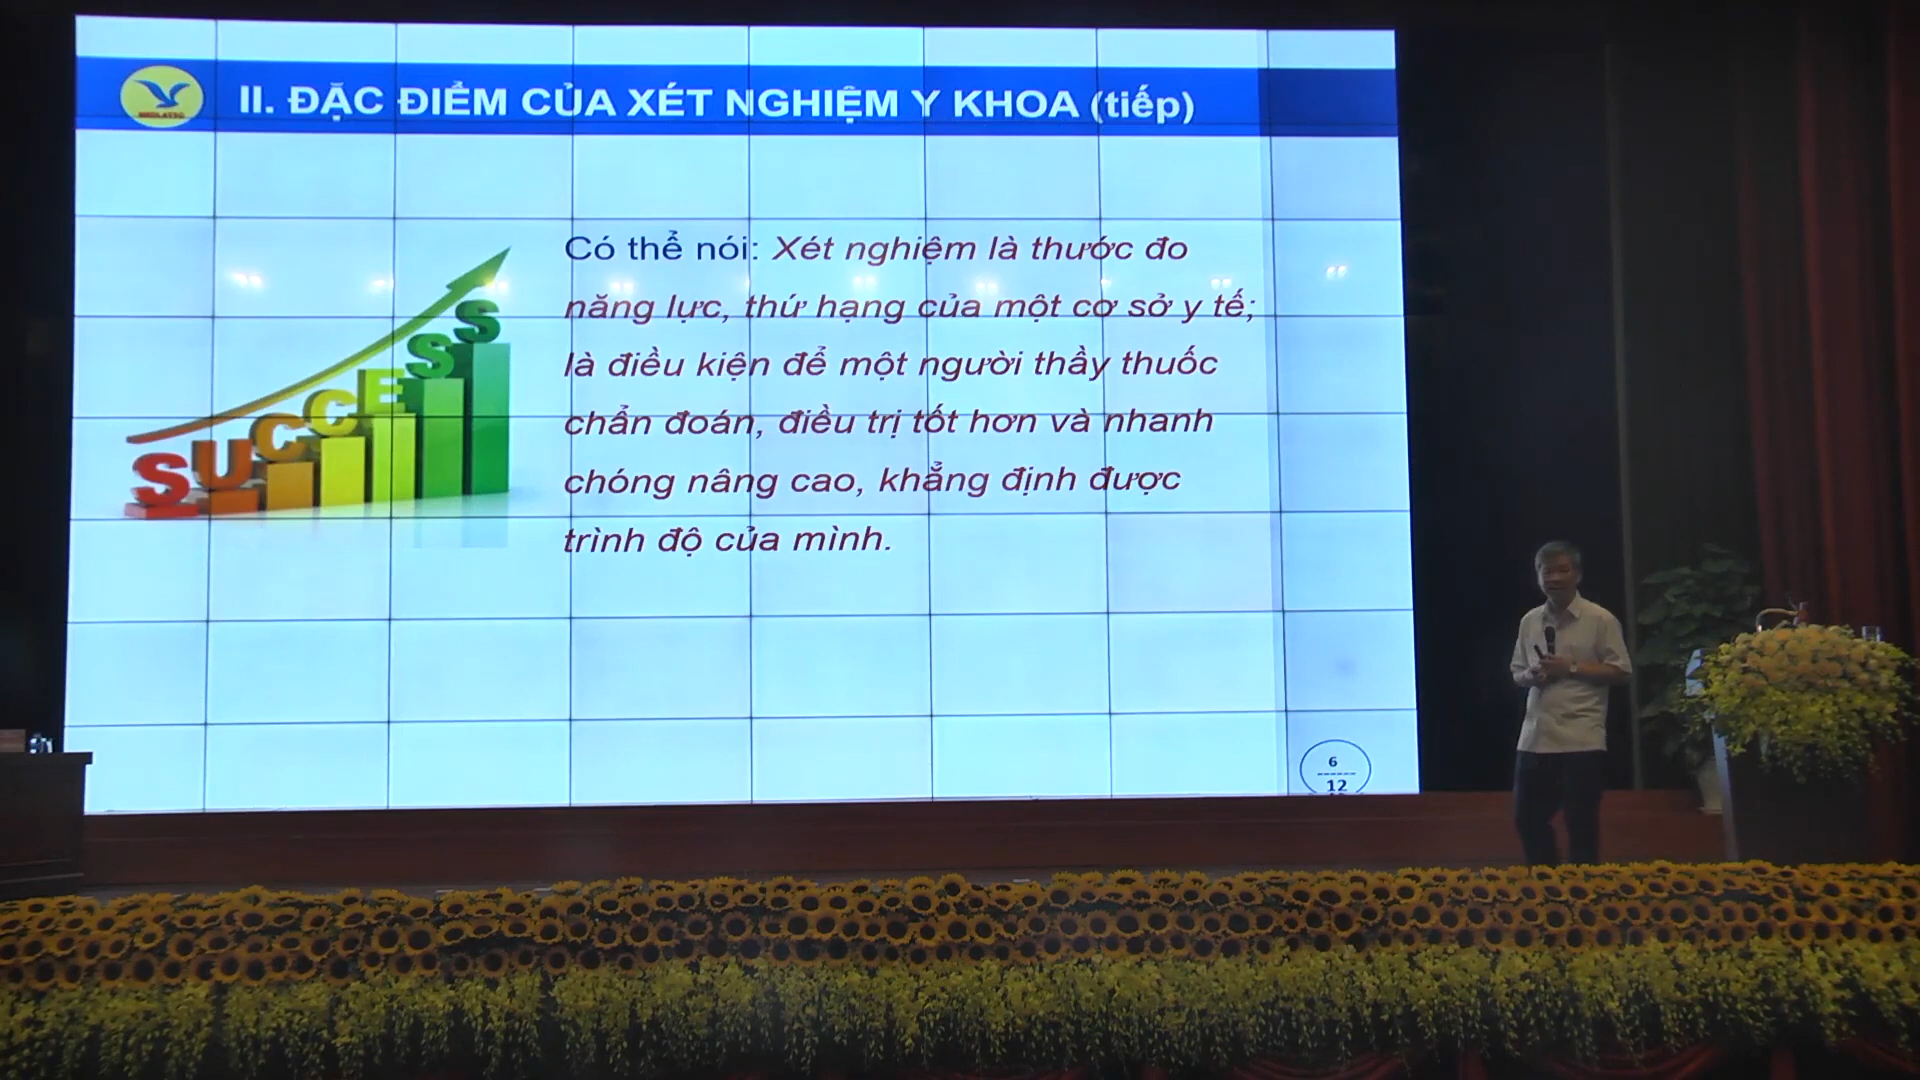 II. ĐẶC ĐIỂM CỦA XÉT NGHIỆM Y KHOA (tiếp)
MEDLATEC
SUCCESS
Có thể nói: Xét nghiệm là thước đo
năng lực, thứ hạng của một cơ sở y tế;
là điều kiện để một người thầy thuốc
chẩn đoán, điều trị tốt hơn và nhanh
chóng nâng cao, khẳng định được
trình độ của mình.
6
12